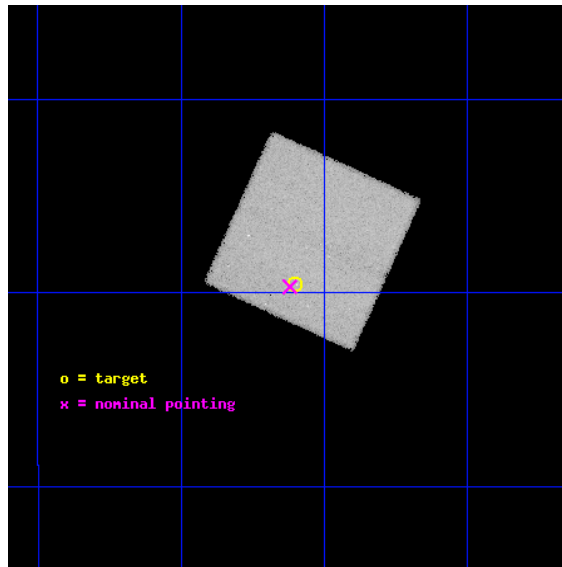 o = target
x = nominal pointing